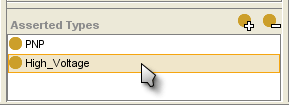 Asserted Types
PNP
High_Voltage